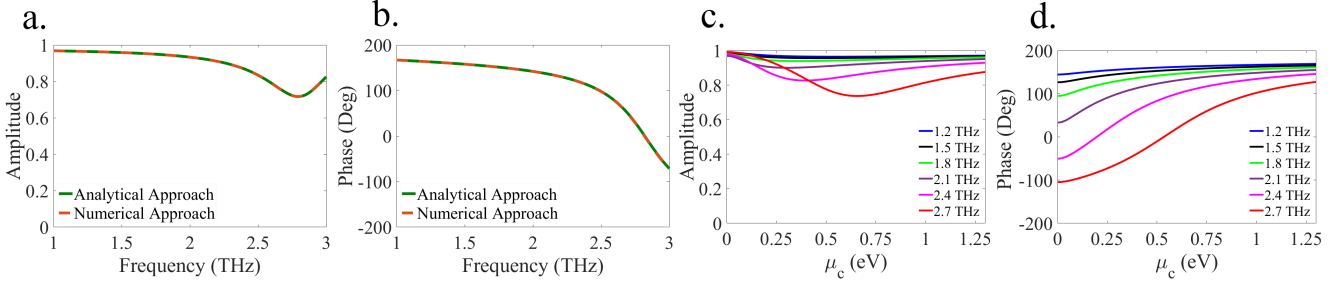 a.
1
0.8
0.6
0.4
0.2
0
Amplitude
Analytical Approach
Numerical Approach
1
1.5
2
2.5
3
Frequency (THz)
b.
200
100
0
-100
-200
Phase (Deg)
Analytical Approach
Numerical Approach
1
1.5
2
2.5
3
Frequency (THz)
c.
1
0.8
0.6
0.4
0.2
0
Amplitude
1.2 THz
1.5 THz
1.8 THz
2.1 THz
2.4 THz
2.7 THz
0
0.25
0.5
0.75
1
1.25
μc (eV)
d.
200
100
0
-100
-200
Phase (Deg)
1.2 THz
1.5 THz
1.8 THz
2.1 THz
2.4 THz
2.7 THz
0
0.25
0.5
0.75
1
1.25
μc (eV)